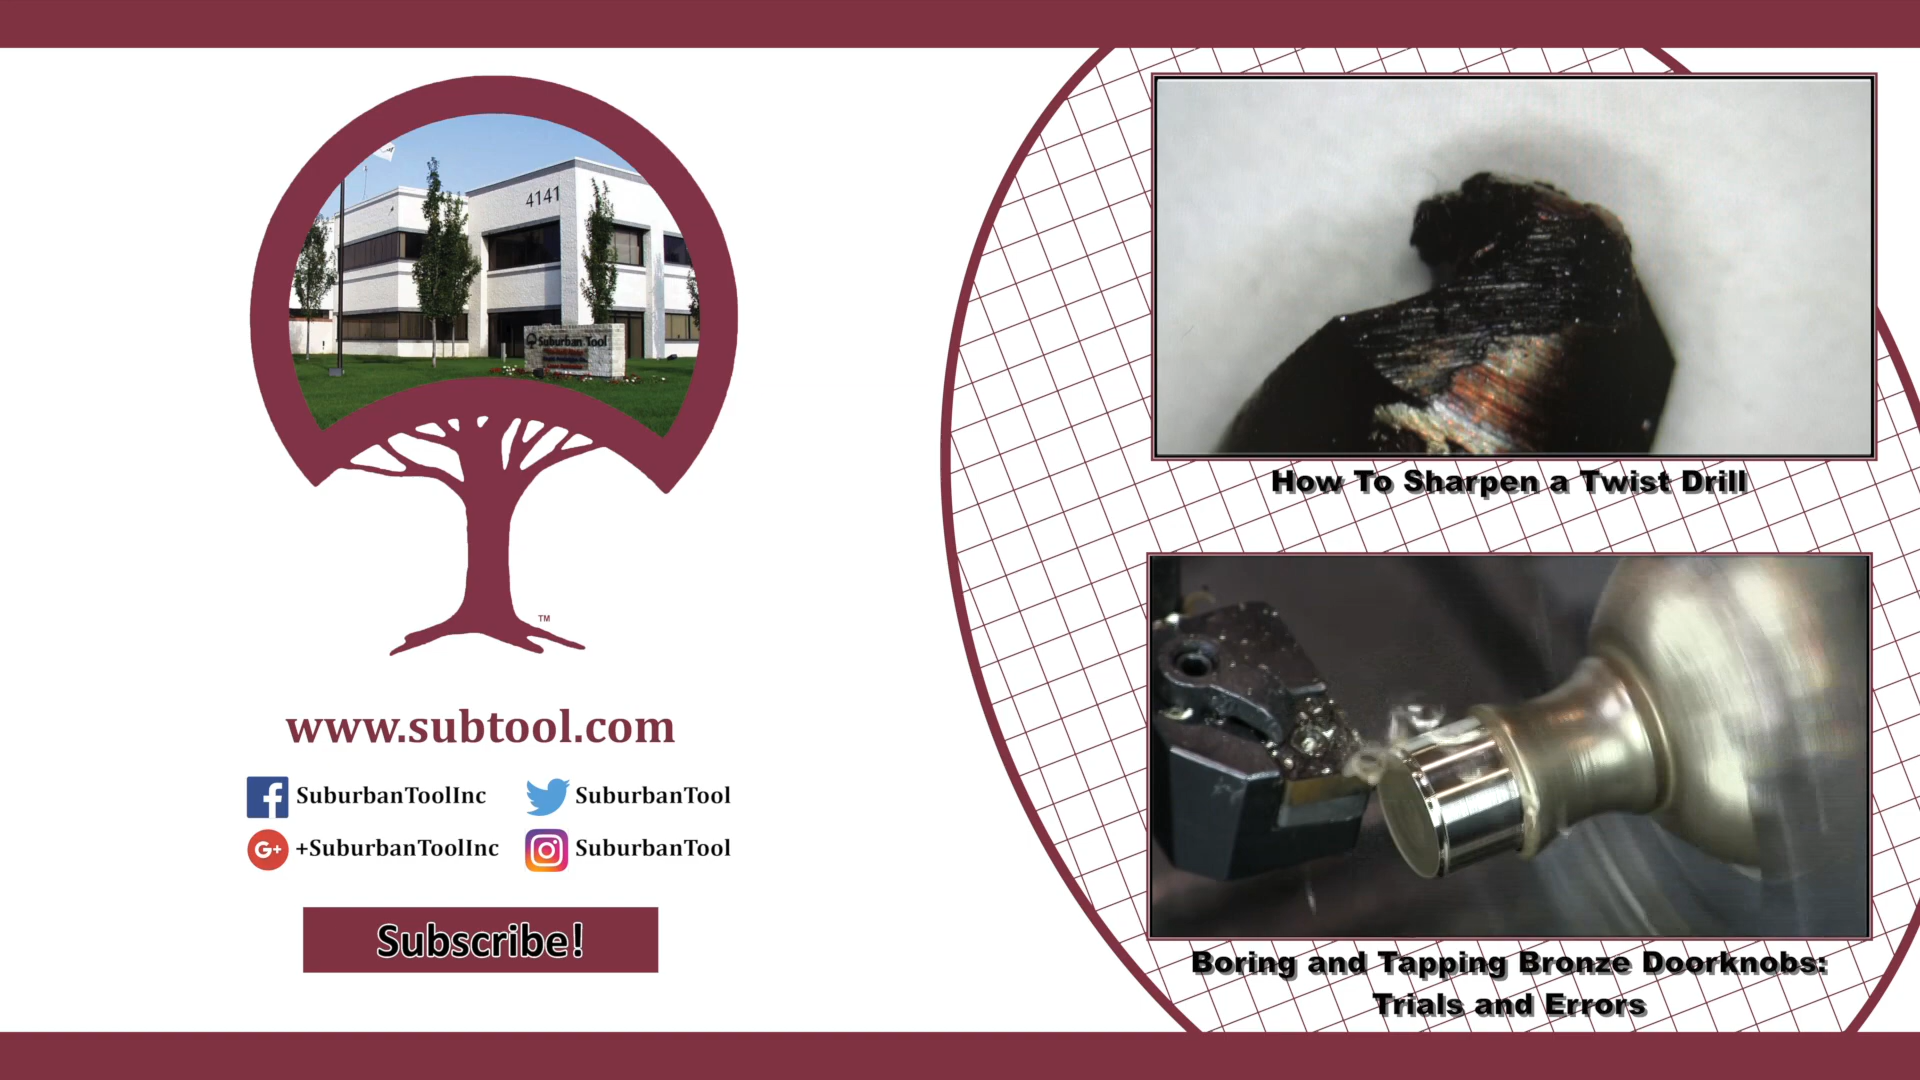 4141
Suburban Tool
TM
www.subtool.com
SuburbanToolInc
SuburbanTool
+SuburbanToolInc
SuburbanTool
Subscribe!
How To Sharpen a Twist Drill
Boring and Tapping Bronze Doorknobs:
Trials and Errors